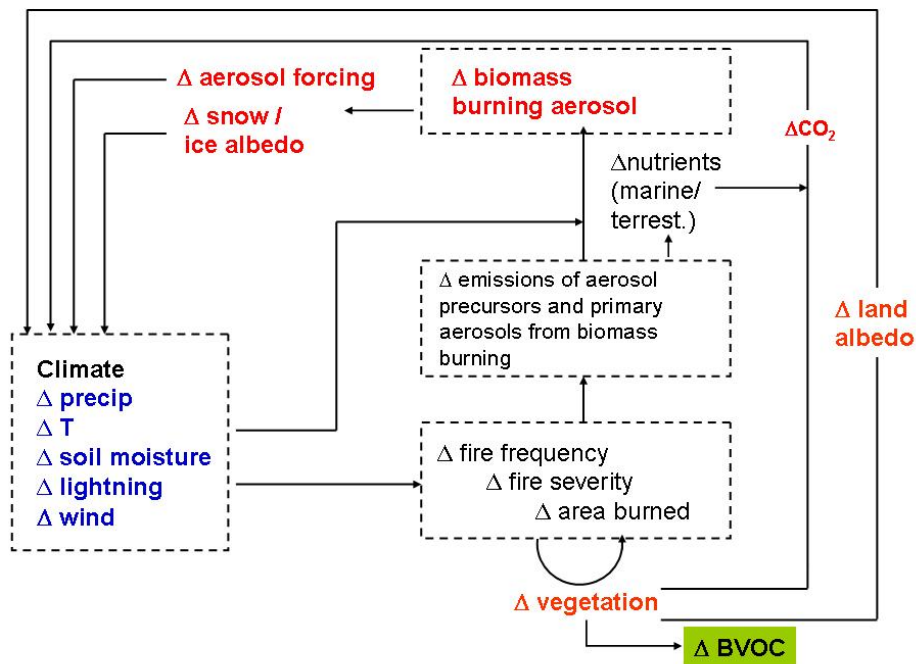 Δ aerosol forcing
Δ snow /
ice albedo
Δ biomass
burning aerosol
ΔCO₂
Δnutrients
(marine/
terrest.)
Δ emissions of aerosol
precursors and primary
aerosols from biomass
burning
Δ land
albedo
Climate
Δ precip
Δ T
Δ soil moisture
Δ lightning
Δ wind
Δ fire frequency
Δ fire severity
Δ area burned
Δ vegetation
Δ BVOC